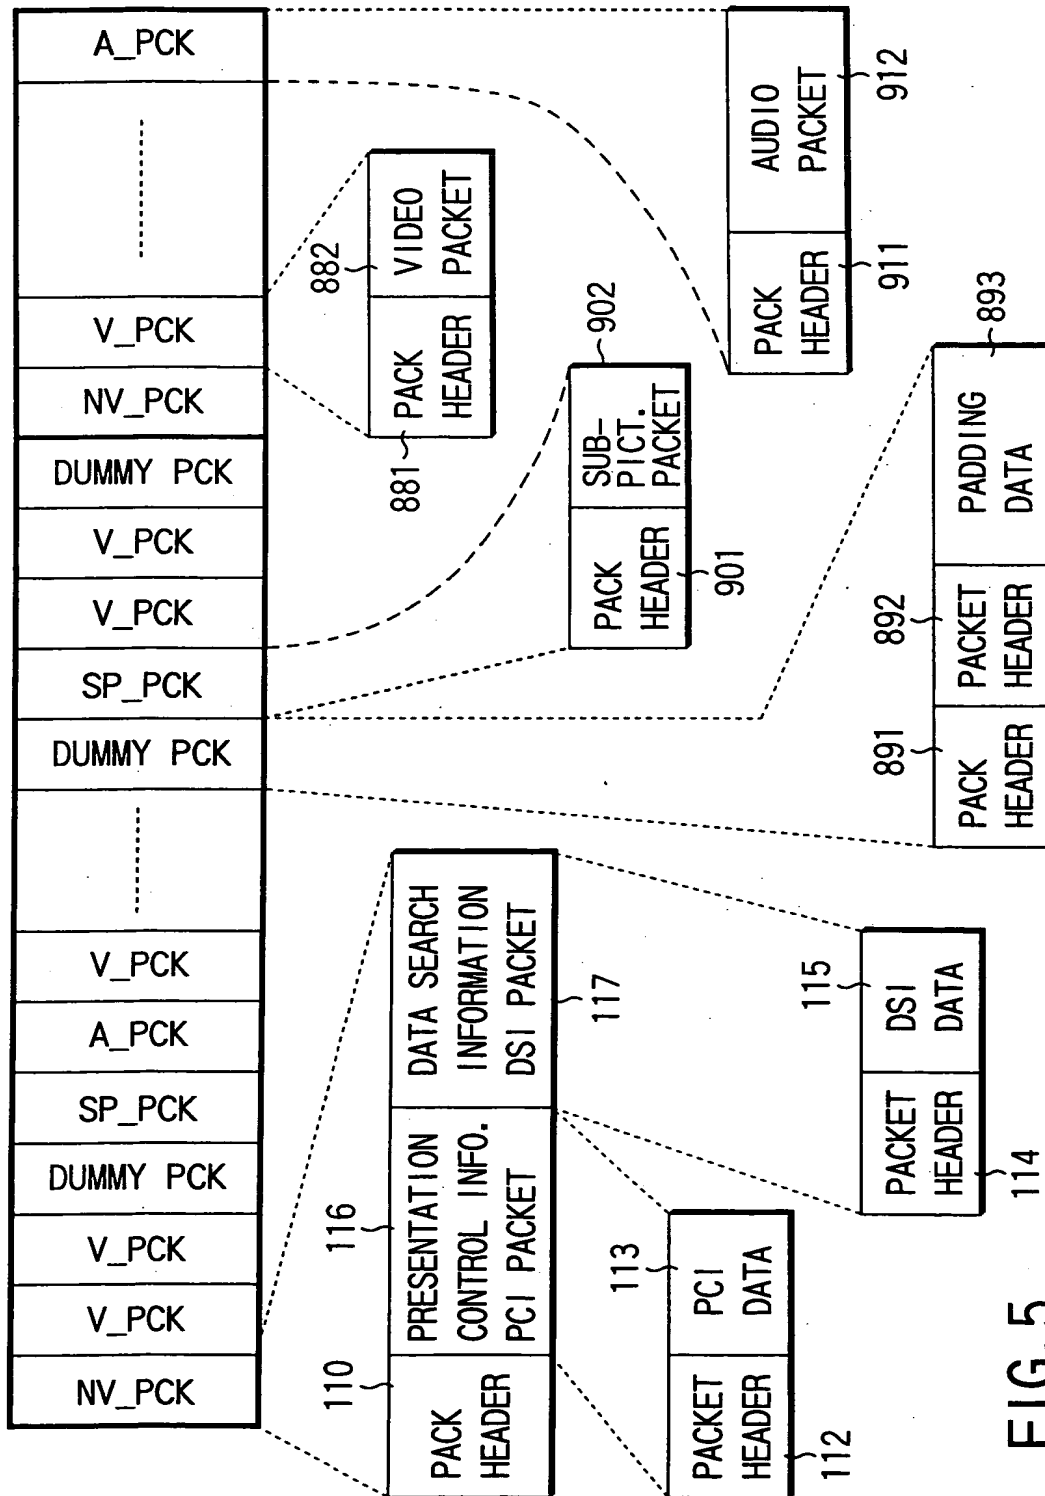 NV_PCK
V_PCK
V_PCK
DUMMY PCK
SP_PCK
A_PCK
V_PCK
DUMMY PCK
SP_PCK
V_PCK
V_PCK
DUMMY PCK
NV_PCK
V_PCK
A_PCK
110
116
PACK
HEADER
PRESENTATION
CONTROL INFO.
PCI PACKET
DATA SEARCH
INFORMATION
DSI PACKET
117
881
882
PACK
HEADER
VIDEO
PACKET
PACK
HEADER
SUB-
PICT.
PACKET
902
901
113
PACKET
HEADER
PCI
DATA
112
PACK
HEADER
AUDIO
PACKET
911
912
115
PACKET
HEADER
DSI
DATA
114
891
892
PACK
HEADER
PACKET
HEADER
PADDING
DATA
893
FIG. 5